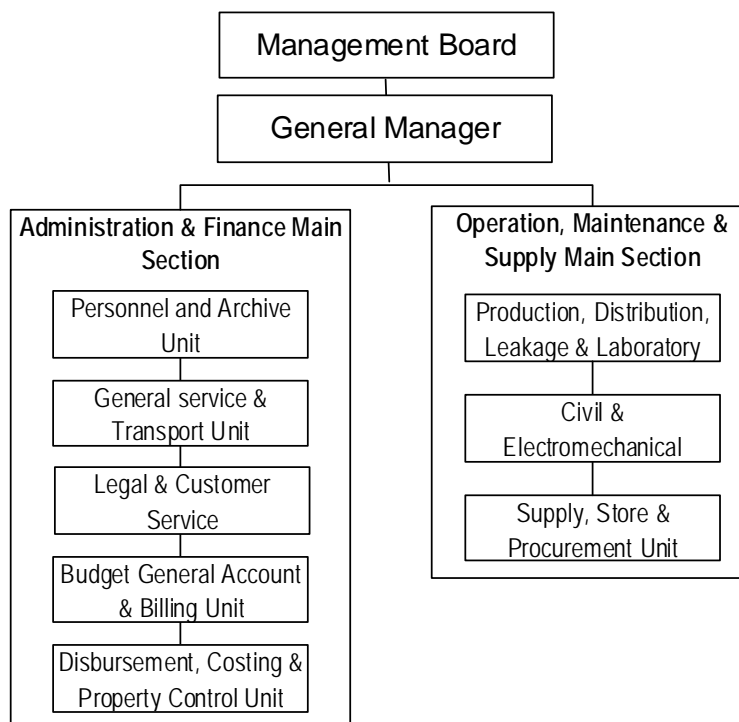 Management Board
General Manager
Administration & Finance Main
Section
Personnel and Archive
Unit
General service &
Transport Unit
Legal & Customer
Service
Budget General Account
& Billing Unit
Disbursement, Costing &
Property Control Unit
Operation, Maintenance &
Supply Main Section
Production, Distribution,
Leakage & Laboratory
Civil &
Electromechanical
Supply, Store &
Procurement Unit